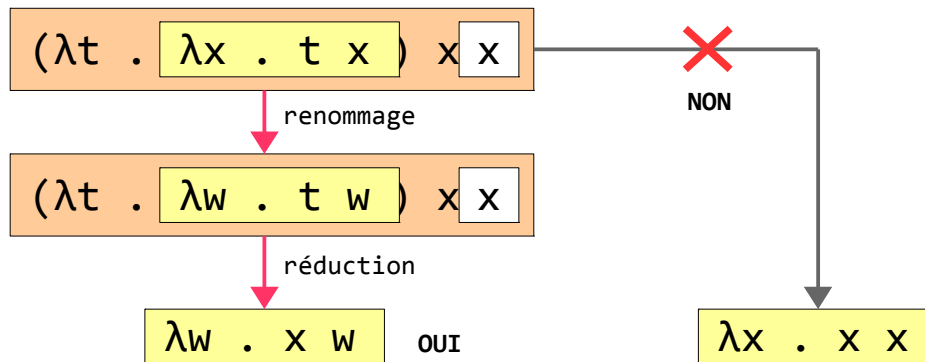 (λt . λx . t x) x x
NON
renommage
(λt . λw . t w) x x
réduction
λw . x w OUI
λx . x x